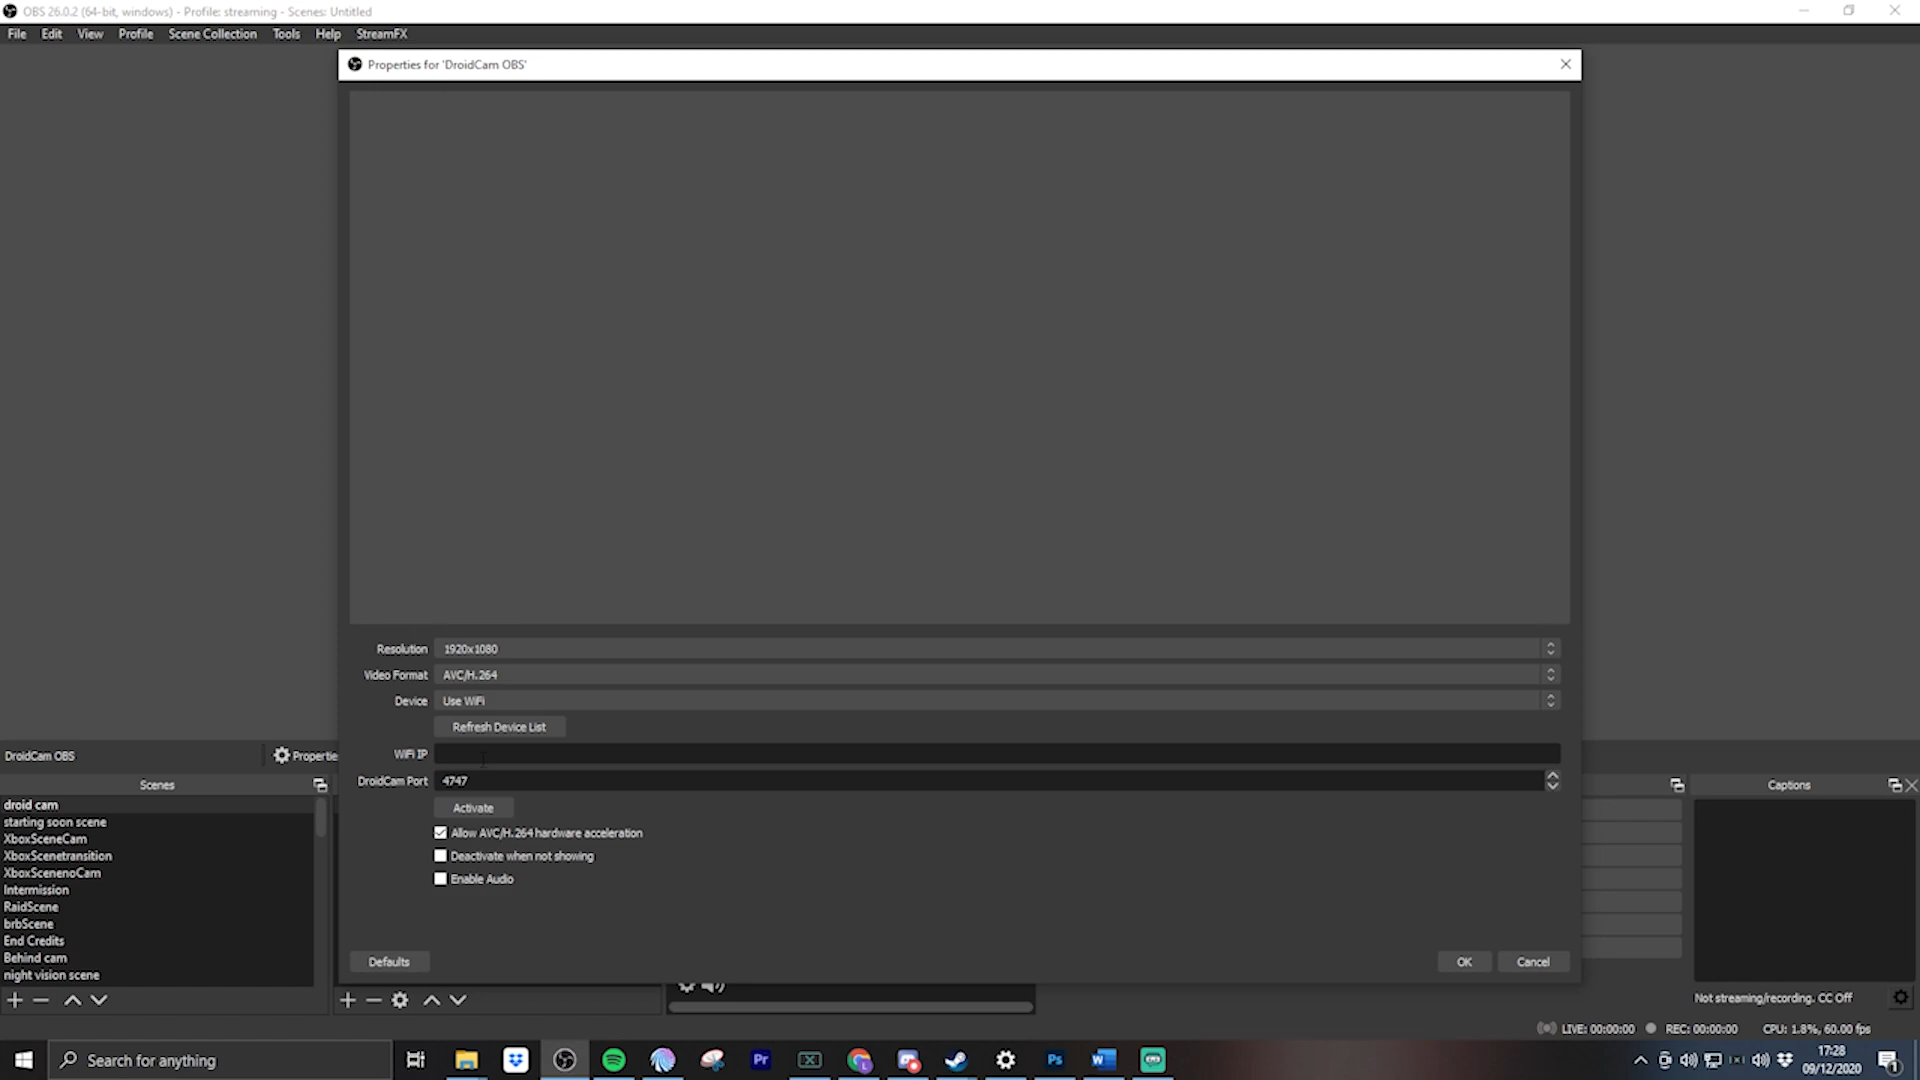 OBS 26.0.2 (64-bit, windows) - Profile: streaming - Scenes: Untitled
File Edit View Profile Scene Collection Tools Help StreamFX
Properties for 'DroidCam OBS'
Resolution 1920x1080
Video Format AVC/H.264
Device Use WiFi
Refresh Device List
WiFi IP
DroidCam Port 4747
Activate
Allow AVC/H.264 hardware acceleration
Deactivate when not showing
Enable Audio
Defaults
OK Cancel
DroidCam OBS Propertie
Scenes
droid cam
starting soon scene
XboxSceneCam
XboxScenetransition
XboxScenenoCam
Intermission
RaidScene
brbScene
End Credits
Behind cam
night vision scene
Captions
Not streaming/recording. CC Off
LIVE: 00:00:00 REC: 00:00:00 CPU: 1.8%, 60.00 fps
Search for anything
Pr
Ps
W
17:28
09/12/2020
1